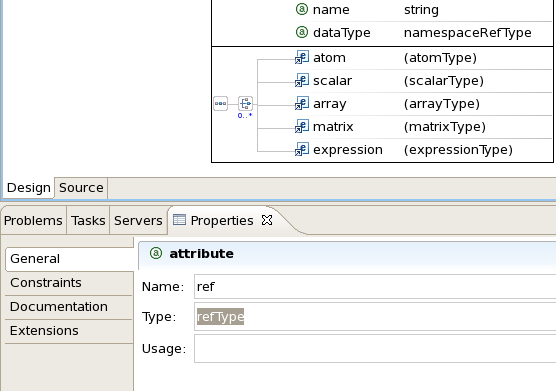 name string
dataType namespaceRefType
atom (atomType)
scalar (scalarType)
array (arrayType)
matrix (matrixType)
expression (expressionType)
0..*
Design Source
Problems Tasks Servers Properties
General
Constraints
Documentation
Extensions
attribute
Name: ref
Type: refType
Usage: